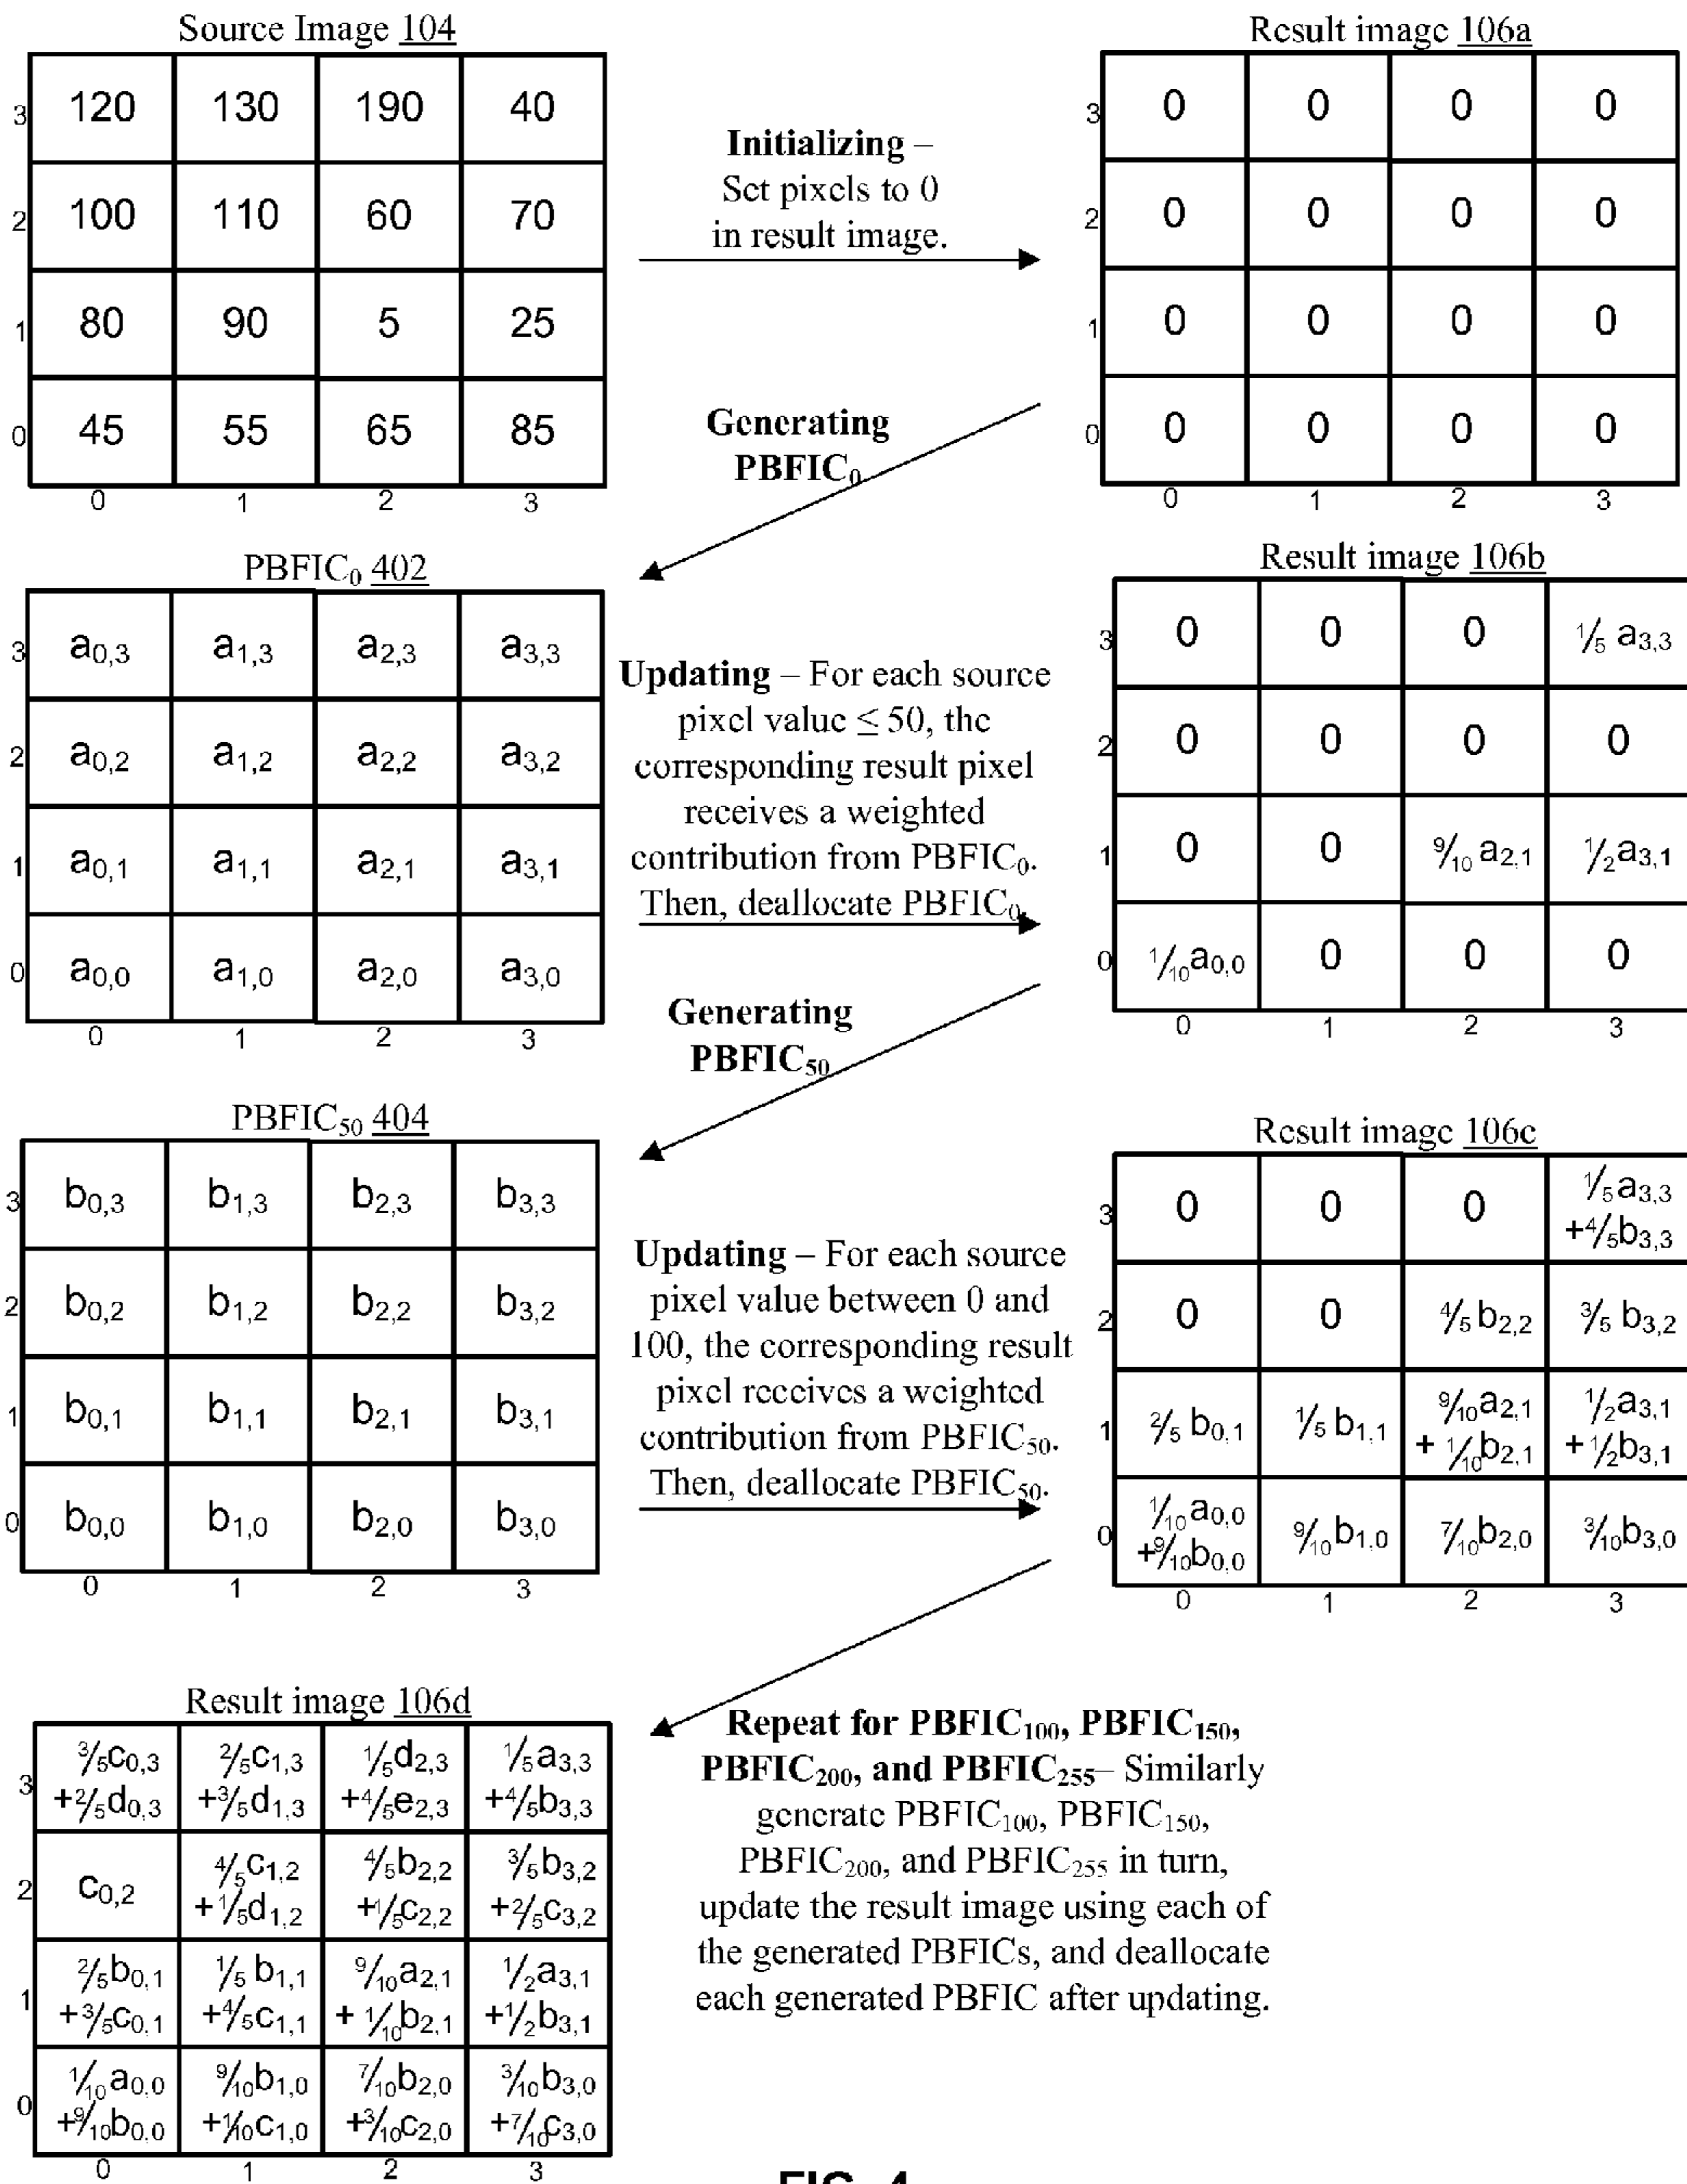 Source Image 104
3 120 130 190 40
2 100 110 60 70
1 80 90 5 25
0 45 55 65 85
0 1 2 3
Initializing –
Set pixels to 0
in result image.
Result image 106a
3 0 0 0 0
2 0 0 0 0
1 0 0 0 0
0 0 0 0 0
0 1 2 3
Generating
PBFIC₀
PBFIC₀ 402
3 a₀,₃ a₁,₃ a₂,₃ a₃,₃
2 a₀,₂ a₁,₂ a₂,₂ a₃,₂
1 a₀,₁ a₁,₁ a₂,₁ a₃,₁
0 a₀,₀ a₁,₀ a₂,₀ a₃,₀
0 1 2 3
Updating – For each source
pixel value ≤ 50, the
corresponding result pixel
receives a weighted
contribution from PBFIC₀.
Then, deallocate PBFIC₀.
Result image 106b
3 0 0 0 1/5 a₃,₃
2 0 0 0 0
1 0 0 9/10 a₂,₁ 1/2a₃,₁
0 1/10a₀,₀ 0 0 0
0 1 2 3
Generating
PBFIC₅₀
PBFIC₅₀ 404
3 b₀,₃ b₁,₃ b₂,₃ b₃,₃
2 b₀,₂ b₁,₂ b₂,₂ b₃,₂
1 b₀,₁ b₁,₁ b₂,₁ b₃,₁
0 b₀,₀ b₁,₀ b₂,₀ b₃,₀
0 1 2 3
Updating – For each source
pixel value between 0 and
100, the corresponding result
pixel receives a weighted
contribution from PBFIC₅₀.
Then, deallocate PBFIC₅₀.
Result image 106c
3 0 0 0 1/5a₃,₃
+4/5b₃,₃
2 0 0 4/5 b₂,₂ 3/5 b₃,₂
1 2/5 b₀,₁ 1/5 b₁,₁ 9/10a₂,₁ 1/2a₃,₁
+ 1/10b₂,₁ + 1/2b₃,₁
0 1/10a₀,₀ 9/10b₁,₀ 7/10b₂,₀ 3/10b₃,₀
+9/10b₀,₀
0 1 2 3
Result image 106d
3 3/5c₀,₃ 2/5c₁,₃ 1/5d₂,₃ 1/5a₃,₃
+2/5d₀,₃ +3/5d₁,₃ +4/5e₂,₃ +4/5b₃,₃
2 c₀,₂ 4/5c₁,₂ 4/5b₂,₂ 3/5b₃,₂
+1/5d₁,₂ +1/5c₂,₂ +2/5c₃,₂
1 2/5b₀,₁ 1/5 b₁,₁ 9/10a₂,₁ 1/2a₃,₁
+3/5c₀,₁ +4/5c₁,₁ + 1/10b₂,₁ +1/2b₃,₁
0 1/10 a₀,₀ 9/10b₁,₀ 7/10b₂,₀ 3/10b₃,₀
+9/10b₀,₀ +1/10c₁,₀ +3/10c₂,₀ +7/10c₃,₀
0 1 2 3
Repeat for PBFIC₁₀₀, PBFIC₁₅₀,
PBFIC₂₀₀, and PBFIC₂₅₅– Similarly
generate PBFIC₁₀₀, PBFIC₁₅₀,
PBFIC₂₀₀, and PBFIC₂₅₅ in turn,
update the result image using each of
the generated PBFICs, and deallocate
each generated PBFIC after updating.
FIG. 4